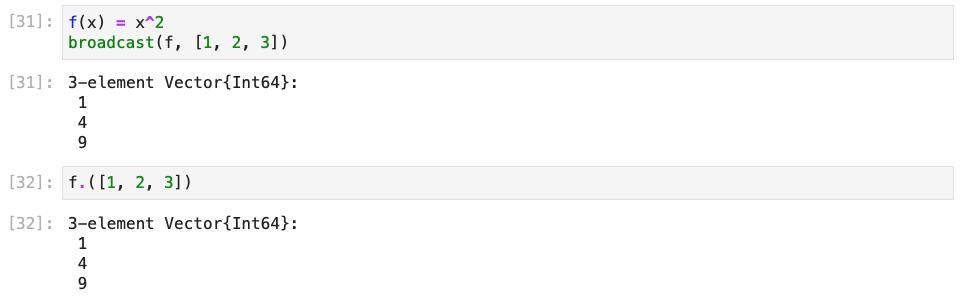 [31]: f(x) = x^2
broadcast(f, [1, 2, 3])
[31]: 3-element Vector{Int64}:
1
4
9
[32]: f.([1, 2, 3])
[32]: 3-element Vector{Int64}:
1
4
9